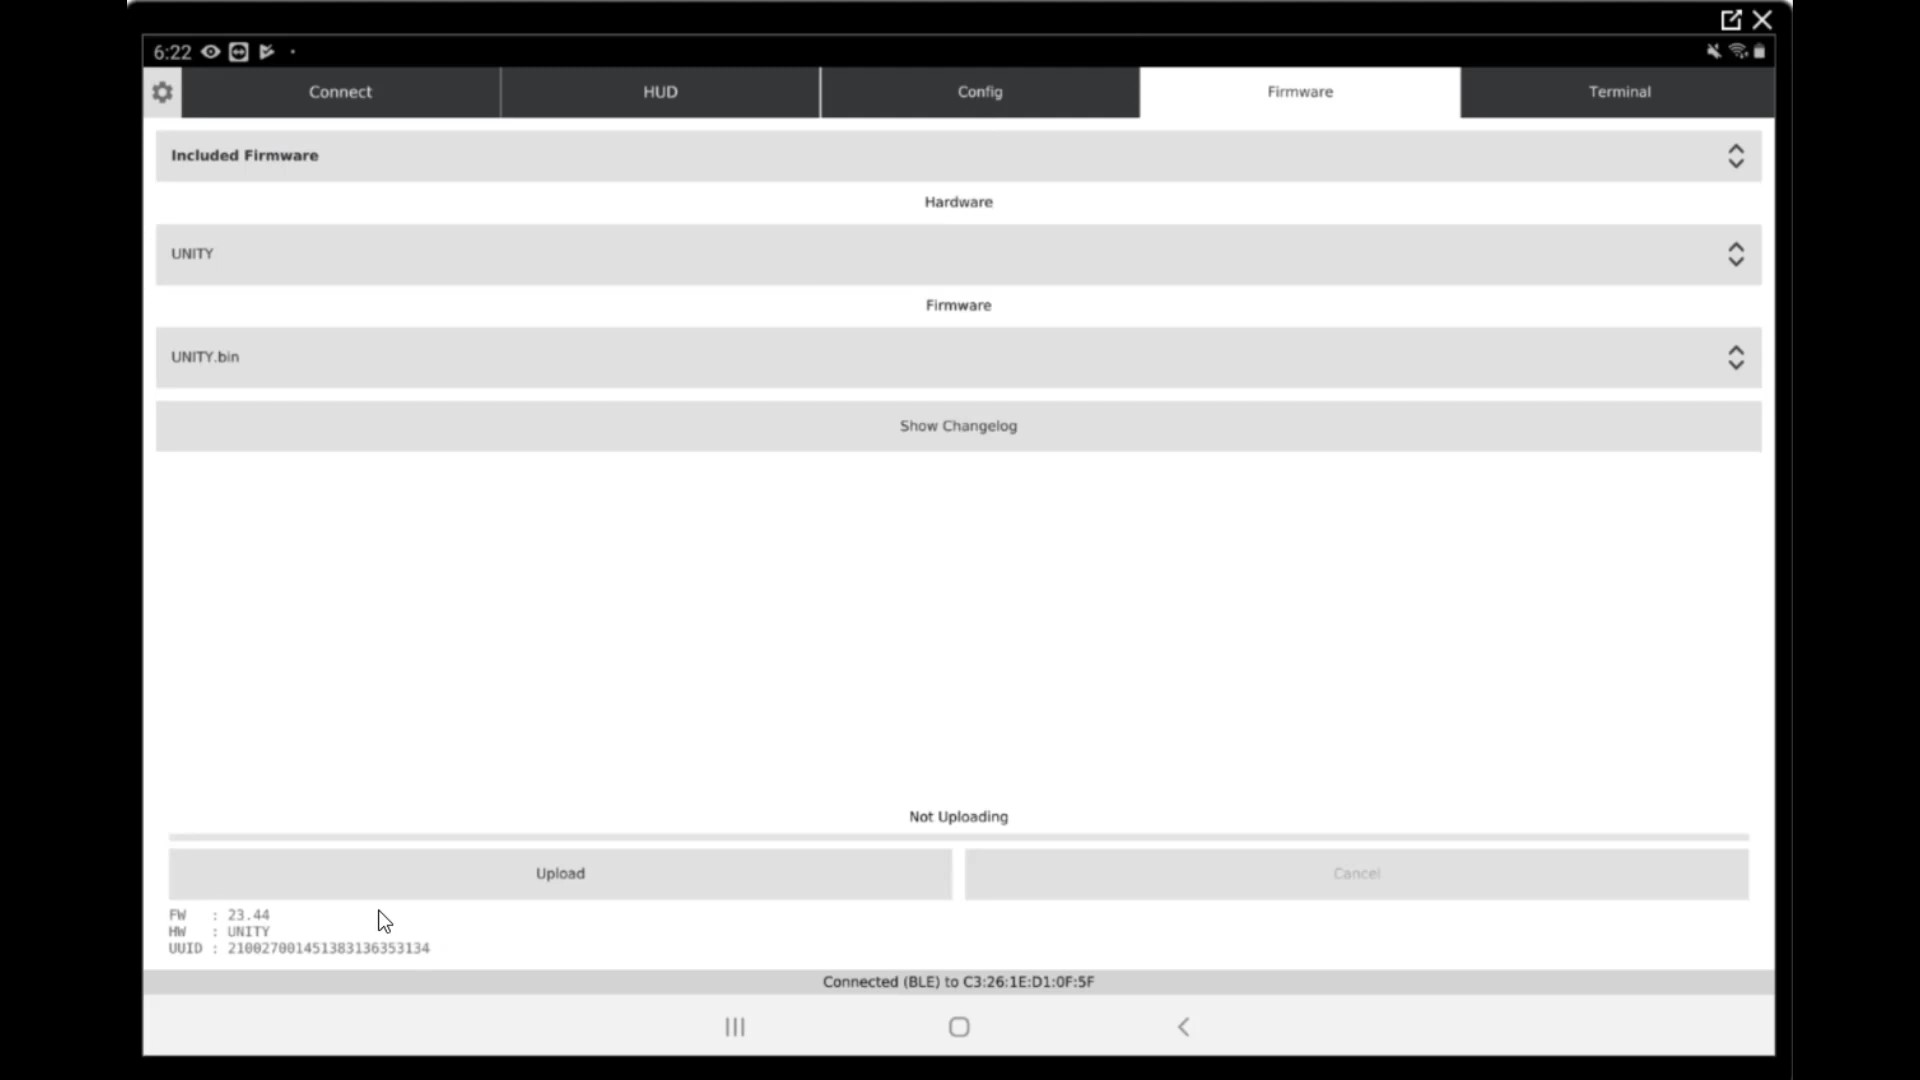 6:22
Connect
HUD
Config
Firmware
Terminal
Included Firmware
Hardware
UNITY
Firmware
UNITY.bin
Show Changelog
Not Uploading
Upload
Cancel
FW : 23.44
HW : UNITY
UUID : 210027001451383136353134
Connected (BLE) to C3:26:1E:D1:0F:5F